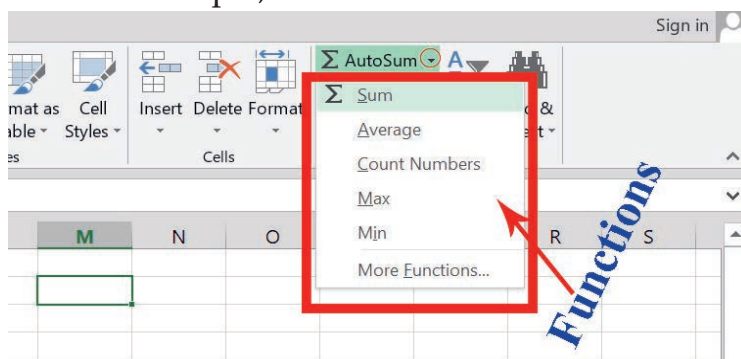 Sign in
Σ AutoSum
mat as Cell Insert Delete Format &
Styles
Cells
Σ Sum
Average
Count Numbers
Max
Min
More Functions...
M N O R S
Functions